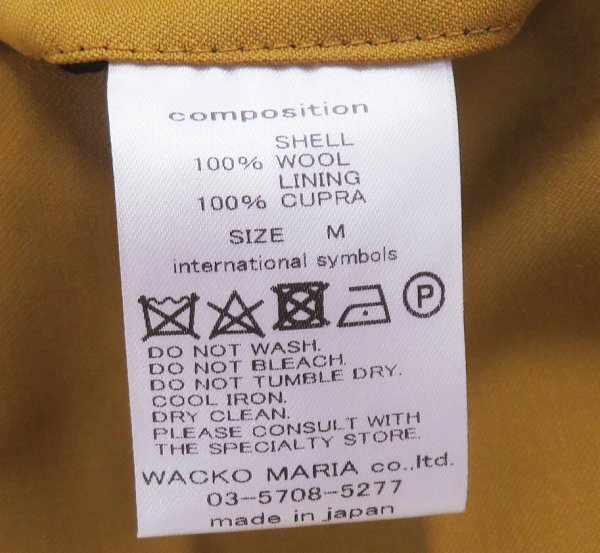 composition
SHELL
100% WOOL
LINING
100% CUPRA
SIZE M
international symbols
P
DO NOT WASH.
DO NOT BLEACH.
DO NOT TUMBLE DRY.
COOL IRON.
DRY CLEAN.
PLEASE CONSULT WITH
THE SPECIALTY STORE.
WACKO MARIA co.,ltd.
03-5708-5277
made in japan